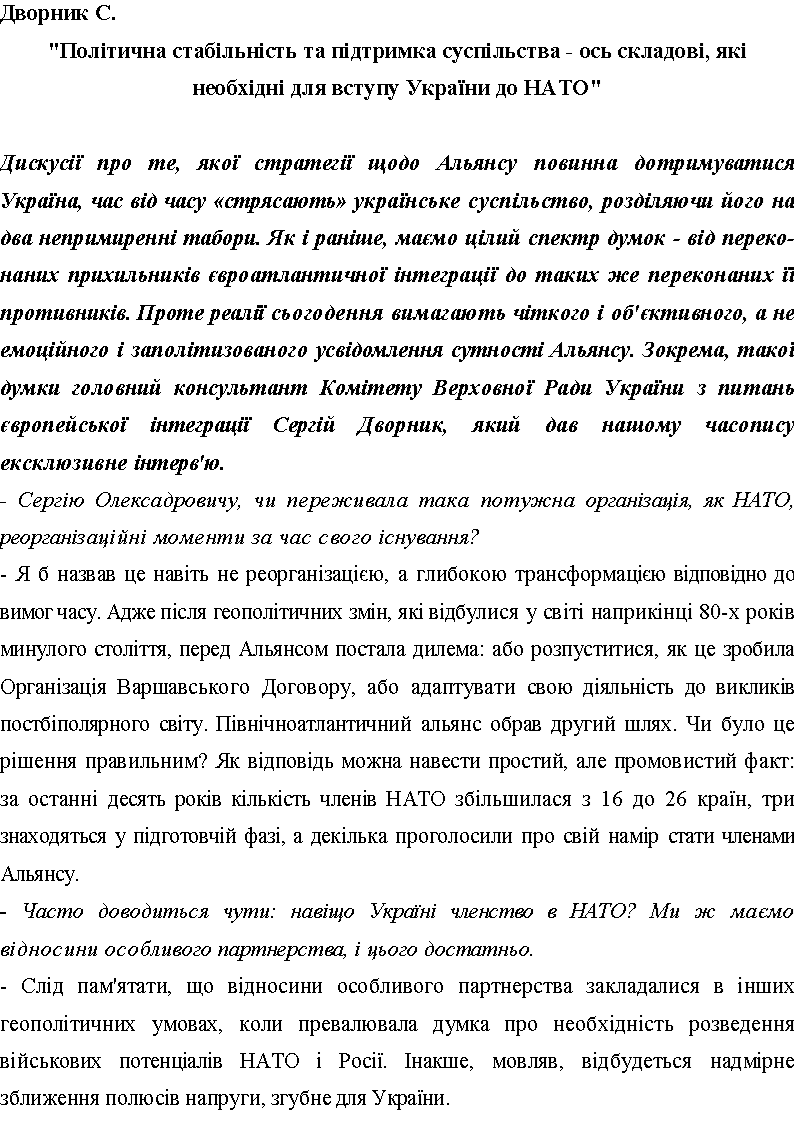 Дворник С.
"Політична стабільність та підтримка суспільства - ось складові, які
необхідні для вступу України до НАТО"
Дискусії про те, якої стратегії щодо Альянсу повинна дотримуватися
Україна, час від часу «стрясають» українське суспільство, розділяючи його на
два непримиренні табори. Як і раніше, маємо цілий спектр думок - від переко-
наних прихильників євроатлантичної інтеграції до таких же переконаних її
противників. Проте реалії сьогодення вимагають чіткого і об'єктивного, а не
емоційного і заполітизованого усвідомлення сутності Альянсу. Зокрема, такої
думки головний консультант Комітету Верховної Ради України з питань
європейської інтеграції Сергій Дворник, який дав нашому часопису
ексклюзивне інтерв'ю.
- Сергію Олексадровичу, чи переживала така потужна організація, як НАТО,
реорганізаційні моменти за час свого існування?
- Я б назвав це навіть не реорганізацією, а глибокою трансформацією відповідно до
вимог часу. Адже після геополітичних змін, які відбулися у світі наприкінці 80-х років
минулого століття, перед Альянсом постала дилема: або розпуститися, як це зробила
Організація Варшавського Договору, або адаптувати свою діяльність до викликів
постбіполярного світу. Північноатлантичний альянс обрав другий шлях. Чи було це
рішення правильним? Як відповідь можна навести простий, але промовистий факт:
за останні десять років кількість членів НАТО збільшилася з 16 до 26 країн, три
знаходяться у підготовчій фазі, а декілька проголосили про свій намір стати членами
Альянсу.
- Часто доводиться чути: навіщо Україні членство в НАТО? Ми ж маємо
відносини особливого партнерства, і цього достатньо.
- Слід пам'ятати, що відносини особливого партнерства закладалися в інших
геополітичних умовах, коли превалювала думка про необхідність розведення
військових потенціалів НАТО і Росії. Інакше, мовляв, відбудеться надмірне
зближення полюсів напруги, згубне для України.